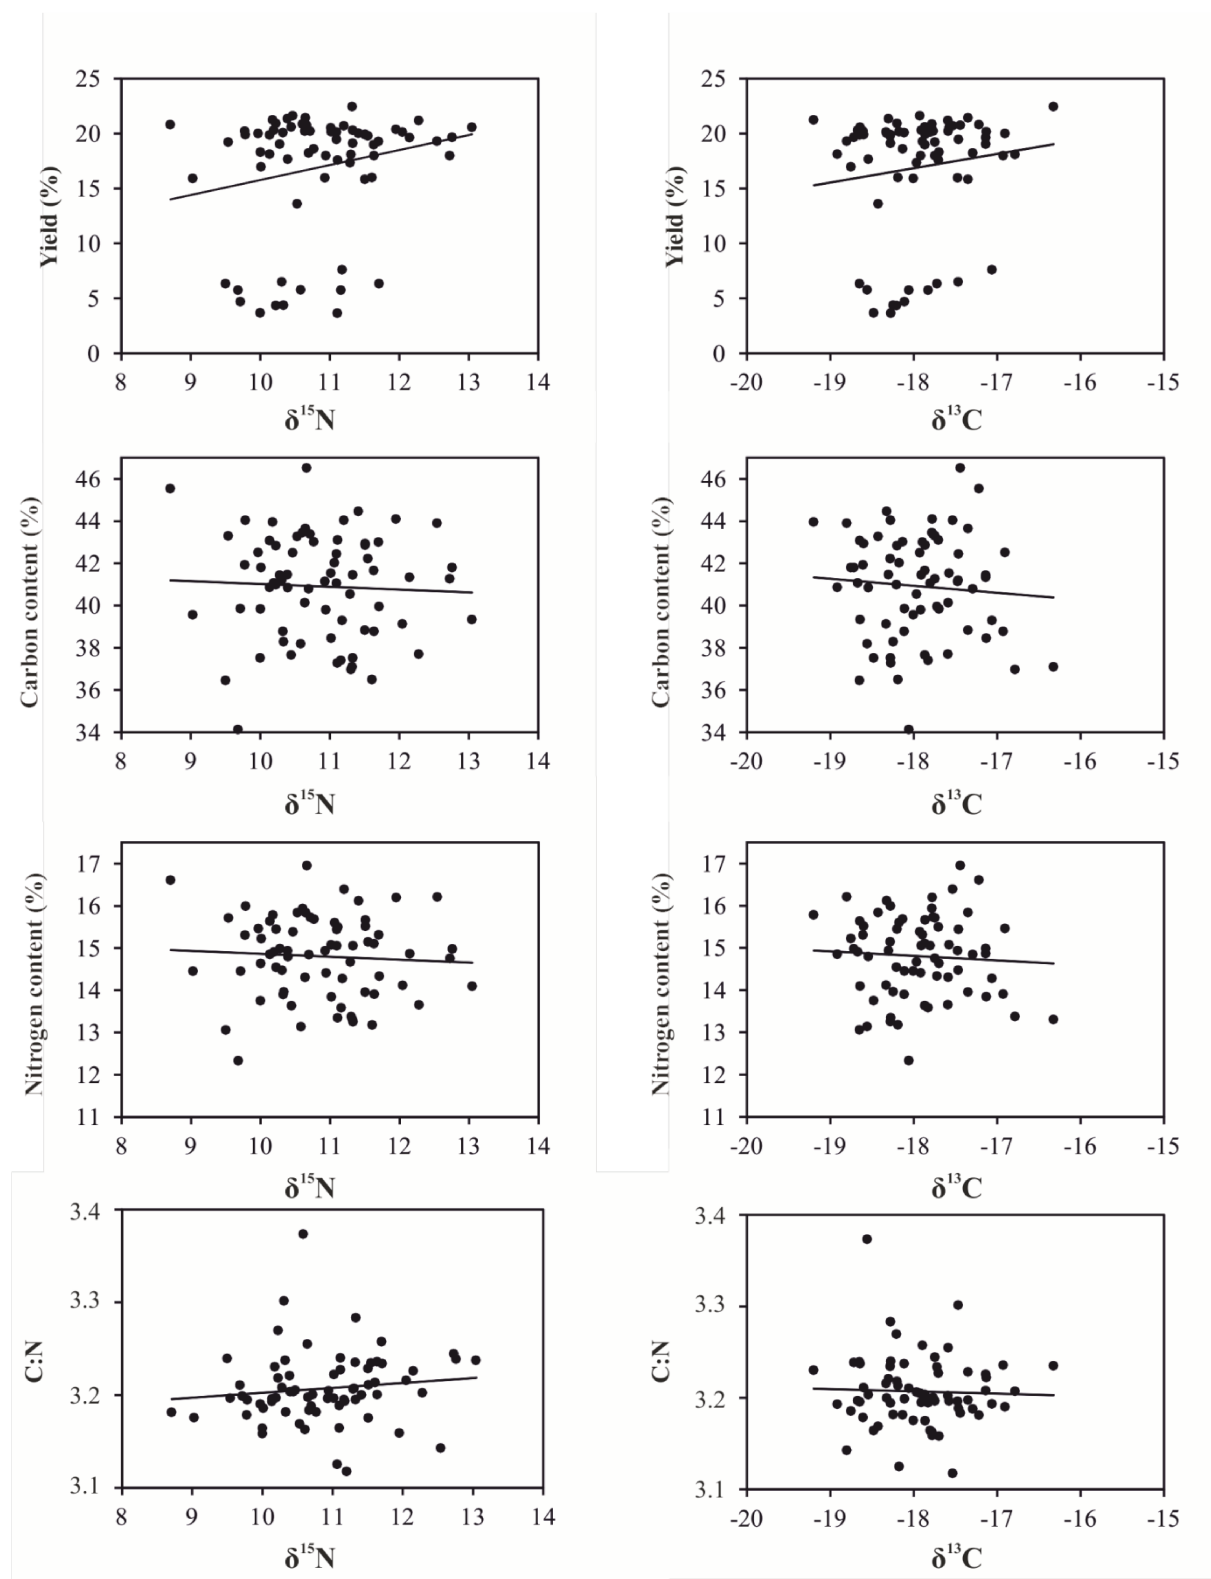 25
20
15
10
5
0
Yield (%)
8 9 10 11 12 13 14
δ¹⁵N
25
20
15
10
5
0
Yield (%)
-20 -19 -18 -17 -16 -15
δ¹³C
46
44
42
40
38
36
34
Carbon content (%)
8 9 10 11 12 13 14
δ¹⁵N
46
44
42
40
38
36
34
Carbon content (%)
-20 -19 -18 -17 -16 -15
δ¹³C
17
16
15
14
13
12
11
Nitrogen content (%)
8 9 10 11 12 13 14
δ¹⁵N
17
16
15
14
13
12
11
Nitrogen content (%)
-20 -19 -18 -17 -16 -15
δ¹³C
3.4
3.3
3.2
3.1
C:N
8 9 10 11 12 13 14
δ¹⁵N
3.4
3.3
3.2
3.1
C:N
-20 -19 -18 -17 -16 -15
δ¹³C